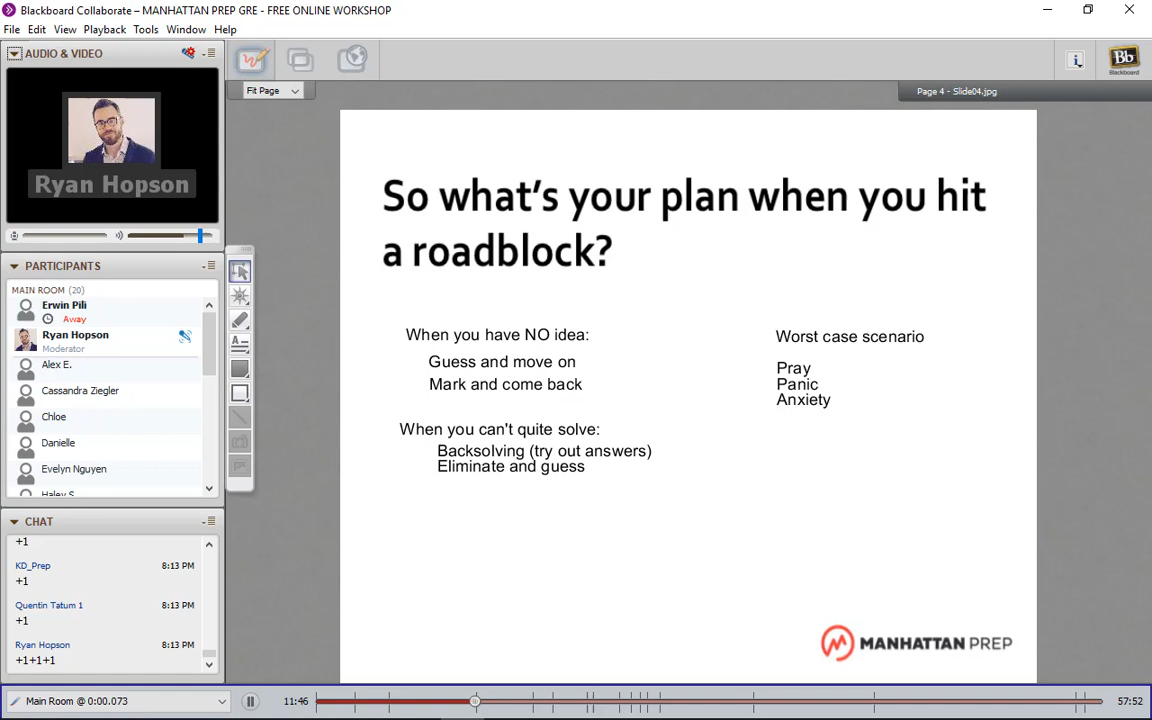 Blackboard Collaborate – MANHATTAN PREP GRE - FREE ONLINE WORKSHOP
File Edit View Playback Tools Window Help
AUDIO & VIDEO
Ryan Hopson
PARTICIPANTS
MAIN ROOM (20)
Erwin Pili
Away
Ryan Hopson
Moderator
Alex E.
Cassandra Ziegler
Chloe
Danielle
Evelyn Nguyen
Haley S.
CHAT
+1
KD_Prep 8:13 PM
+1
Quentin Tatum 1 8:13 PM
+1
Ryan Hopson 8:13 PM
+1+1+1
Fit Page
Page 4 - Slide04.jpg
Bb
Blackboard
So what's your plan when you hit
a roadblock?
When you have NO idea:
Guess and move on
Mark and come back
When you can't quite solve:
Backsolving (try out answers)
Eliminate and guess
Worst case scenario
Pray
Panic
Anxiety
MANHATTAN PREP
Main Room @ 0:00.073
11:46
57:52